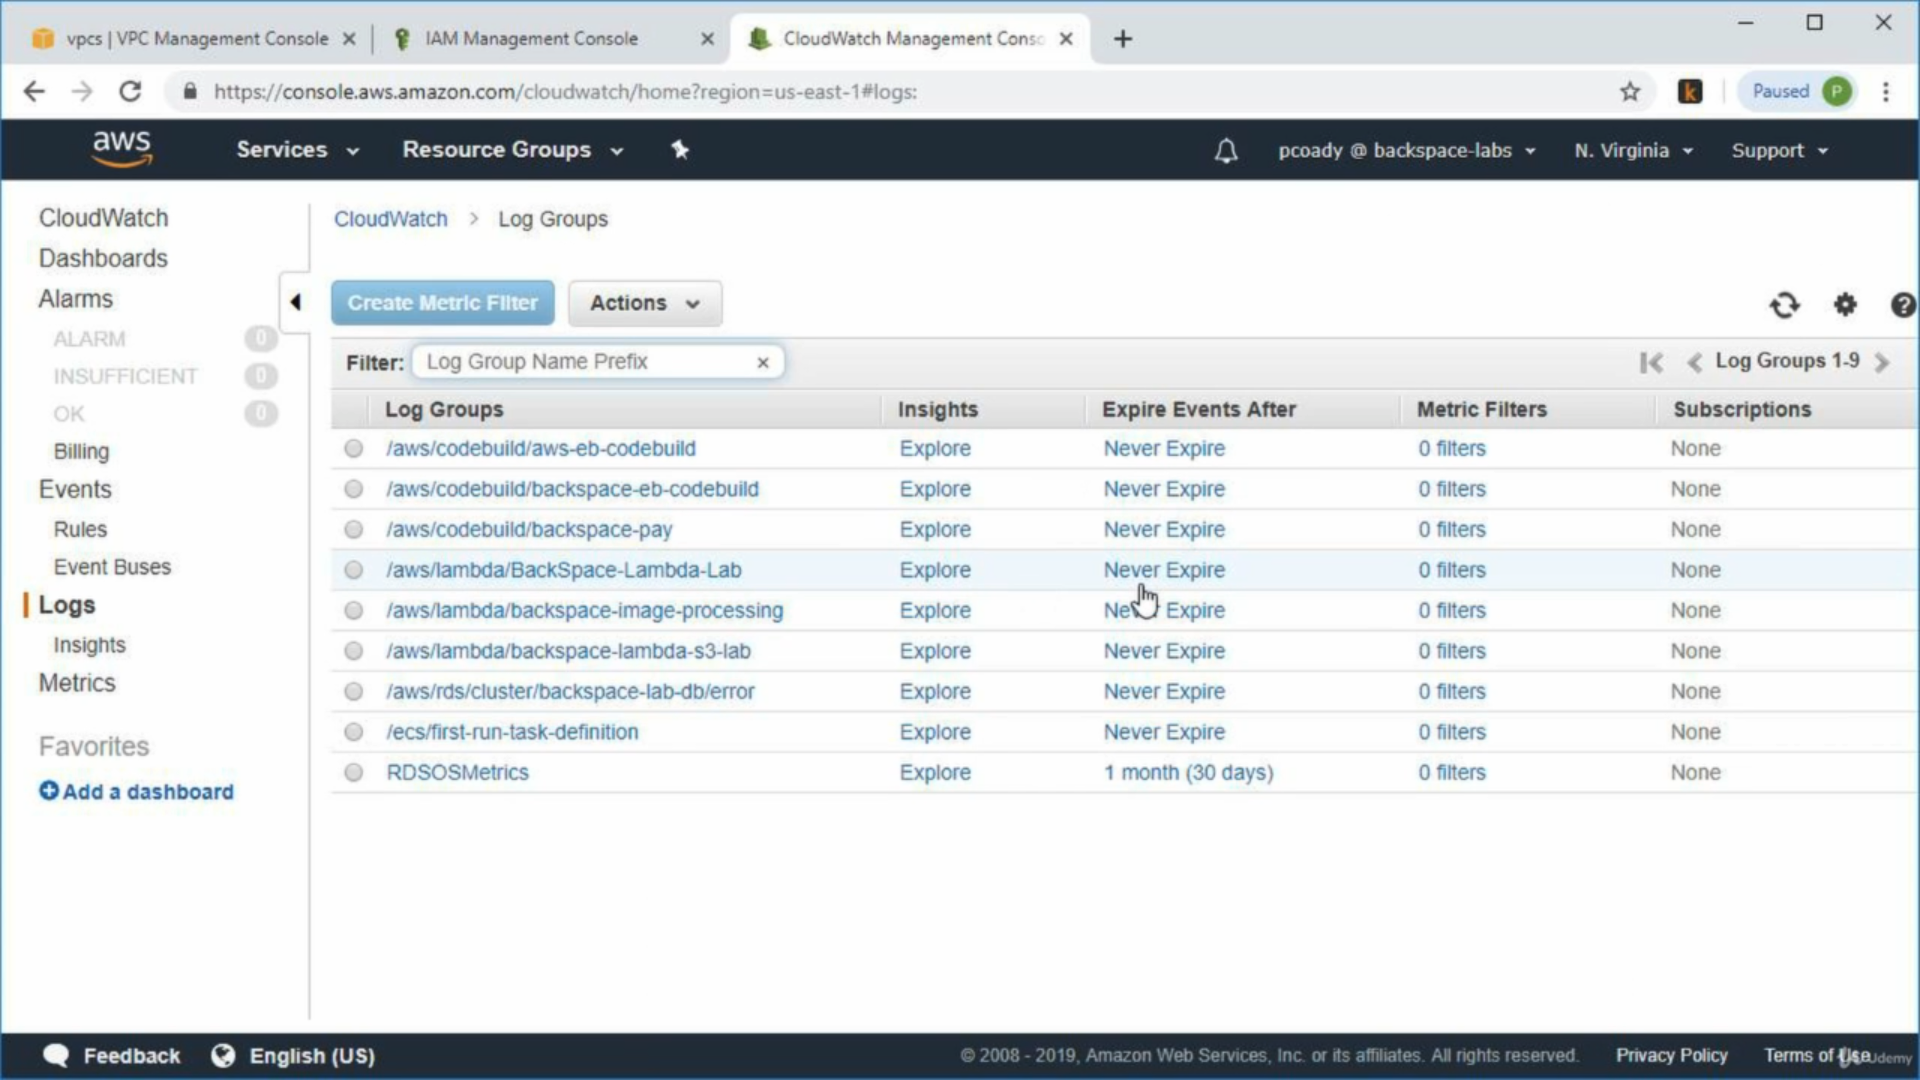 vpcs | VPC Management Console
IAM Management Console
CloudWatch Management Conso
https://console.aws.amazon.com/cloudwatch/home?region=us-east-1#logs:
k
Paused
P
aws
Services
Resource Groups
pcoady @ backspace-labs
N. Virginia
Support
CloudWatch
Dashboards
Alarms
ALARM 0
INSUFFICIENT 0
OK 0
Billing
Events
Rules
Event Buses
Logs
Insights
Metrics
Favorites
Add a dashboard
CloudWatch > Log Groups
Create Metric Filter
Actions
Filter: Log Group Name Prefix
Log Groups 1-9
Log Groups Insights Expire Events After Metric Filters Subscriptions
/aws/codebuild/aws-eb-codebuild Explore Never Expire 0 filters None
/aws/codebuild/backspace-eb-codebuild Explore Never Expire 0 filters None
/aws/codebuild/backspace-pay Explore Never Expire 0 filters None
/aws/lambda/BackSpace-Lambda-Lab Explore Never Expire 0 filters None
/aws/lambda/backspace-image-processing Explore Never Expire 0 filters None
/aws/lambda/backspace-lambda-s3-lab Explore Never Expire 0 filters None
/aws/rds/cluster/backspace-lab-db/error Explore Never Expire 0 filters None
/ecs/first-run-task-definition Explore Never Expire 0 filters None
RDSOSMetrics Explore 1 month (30 days) 0 filters None
Feedback
English (US)
© 2008 - 2019, Amazon Web Services, Inc. or its affiliates. All rights reserved.
Privacy Policy
Terms of Use
Udemy